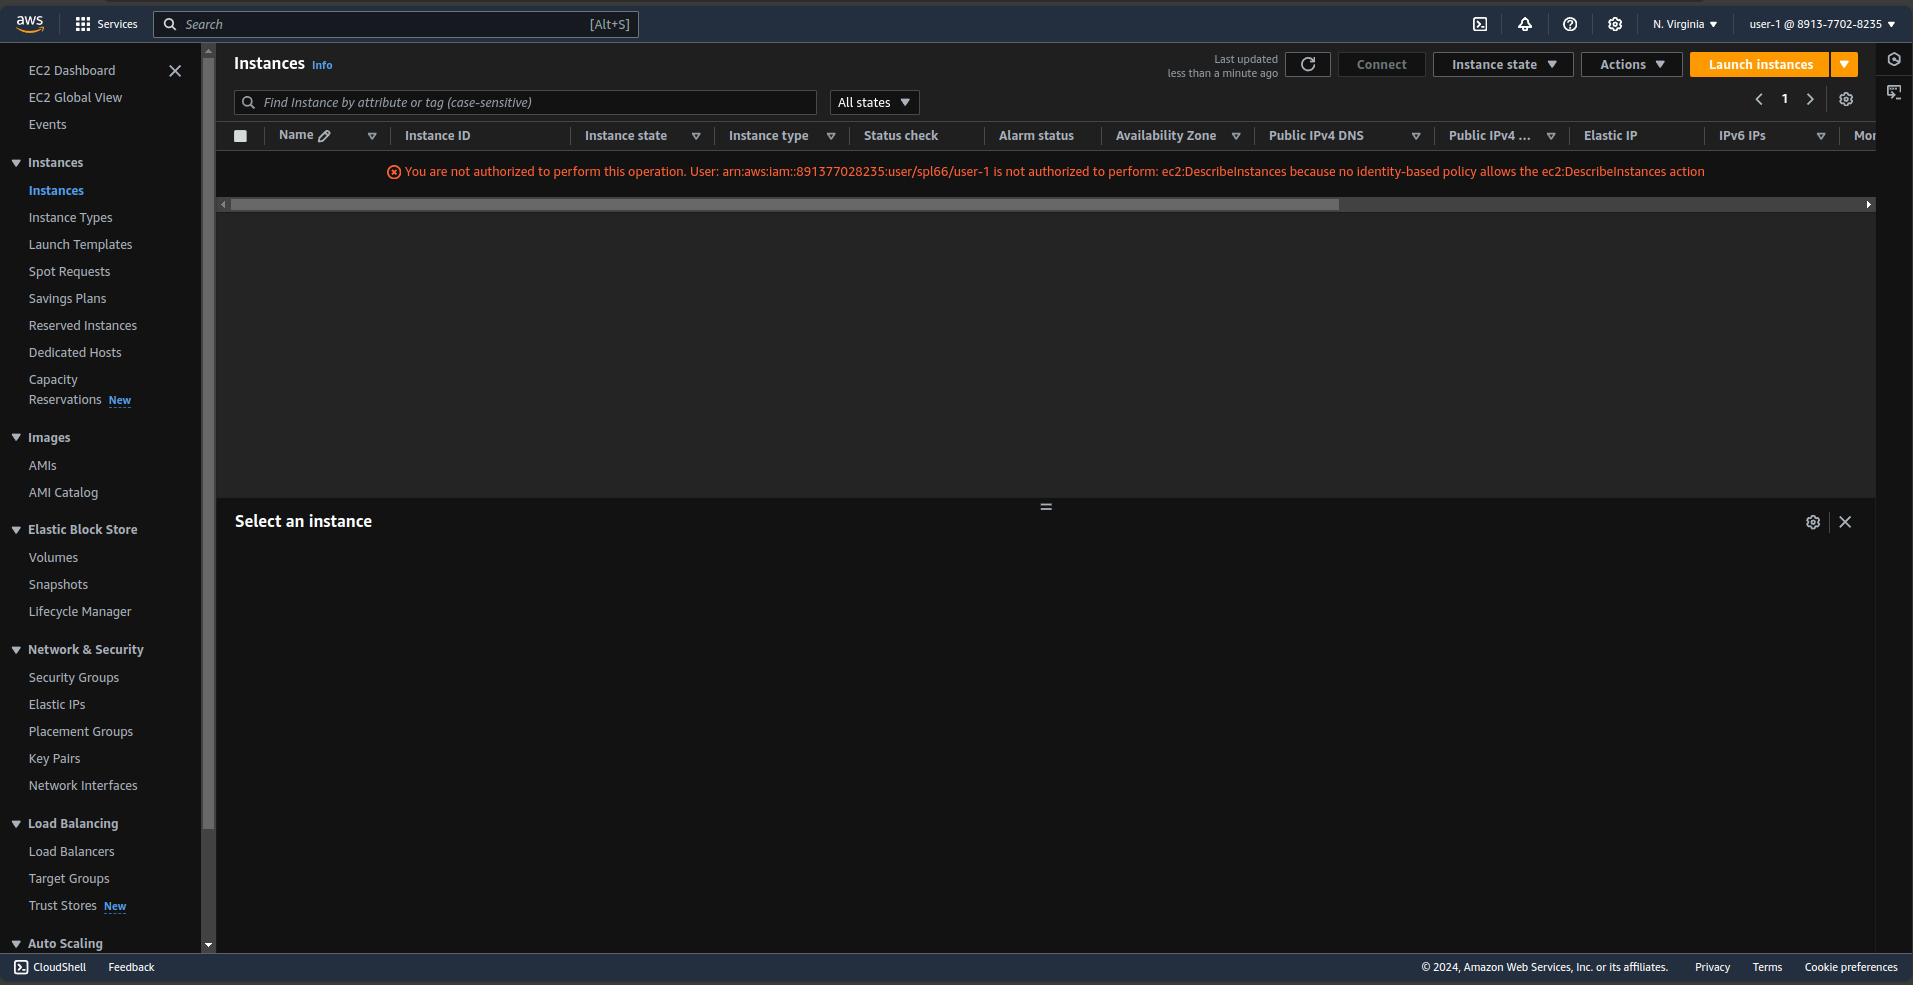 aws
Services
Search
[Alt+S]
N. Virginia
user-1 @ 8913-7702-8235
EC2 Dashboard
EC2 Global View
Events
Instances
Instances
Instance Types
Launch Templates
Spot Requests
Savings Plans
Reserved Instances
Dedicated Hosts
Capacity
Reservations New
Images
AMIs
AMI Catalog
Elastic Block Store
Volumes
Snapshots
Lifecycle Manager
Network & Security
Security Groups
Elastic IPs
Placement Groups
Key Pairs
Network Interfaces
Load Balancing
Load Balancers
Target Groups
Trust Stores New
Auto Scaling
Instances Info
Last updated
less than a minute ago
Connect
Instance state
Actions
Launch instances
Find Instance by attribute or tag (case-sensitive)
All states
1
Name
Instance ID
Instance state
Instance type
Status check
Alarm status
Availability Zone
Public IPv4 DNS
Public IPv4 ...
Elastic IP
IPv6 IPs
Mor
You are not authorized to perform this operation. User: arn:aws:iam::891377028235:user/spl66/user-1 is not authorized to perform: ec2:DescribeInstances because no identity-based policy allows the ec2:DescribeInstances action
Select an instance
CloudShell
Feedback
© 2024, Amazon Web Services, Inc. or its affiliates.
Privacy
Terms
Cookie preferences